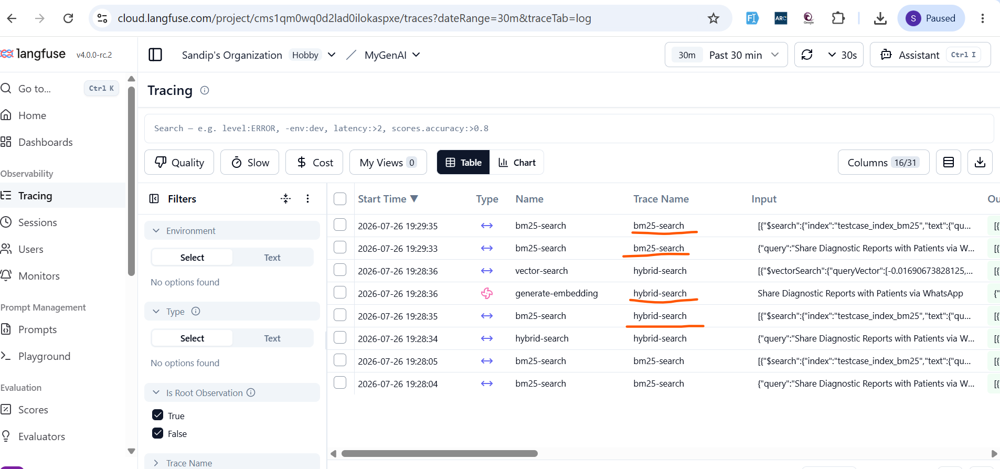 cloud.langfuse.com/project/cms1qm0wq0d2lad0ilokaspxe/traces?dateRange=30m&traceTab=log
FI
ARC
Qeogle
S Paused
langfuse v4.0.0-rc.2
Sandip's Organization Hobby / MyGenAI
30m Past 30 min
30s
Assistant Ctrl I
Go to... Ctrl K
Home
Dashboards
Observability
Tracing
Sessions
Users
Monitors
Prompt Management
Prompts
Playground
Evaluation
Scores
Evaluators
Tracing
Search — e.g. level:ERROR, -env:dev, latency:>2, scores.accuracy:>0.8
Quality Slow $ Cost My Views 0 Table Chart Columns 16/31
Filters
Environment
Select Text
No options found
Type
Select Text
No options found
Is Root Observation
True
False
Trace Name
Start Time ▼ Type Name Trace Name Input Ou
2026-07-26 19:29:35 bm25-search bm25-search [{"$search":{"index":"testcase_index_bm25","text":{"qu... [{"
2026-07-26 19:29:33 bm25-search bm25-search {"query":"Share Diagnostic Reports with Patients via W... [{"
2026-07-26 19:28:36 vector-search hybrid-search [{"$vectorSearch":{"queryVector":[-0.01690673828125,... [{"
2026-07-26 19:28:36 generate-embedding hybrid-search Share Diagnostic Reports with Patients via WhatsApp {"
2026-07-26 19:28:35 bm25-search hybrid-search [{"$search":{"index":"testcase_index_bm25","text":{"qu... [{"
2026-07-26 19:28:34 hybrid-search hybrid-search {"query":"Share Diagnostic Reports with Patients via W... [{"
2026-07-26 19:28:05 bm25-search bm25-search [{"$search":{"index":"testcase_index_bm25","text":{"qu... [{"
2026-07-26 19:28:04 bm25-search bm25-search {"query":"Share Diagnostic Reports with Patients via W... [{"